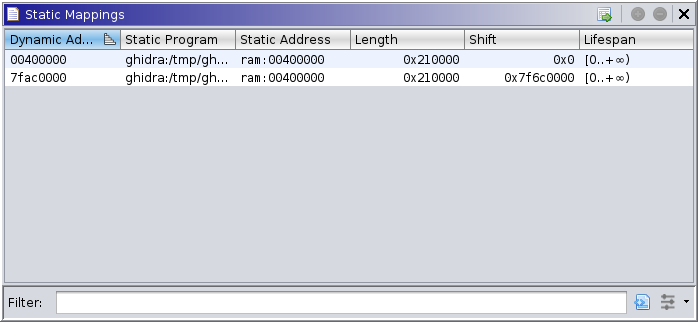 Static Mappings
Dynamic Ad... Static Program Static Address Length Shift Lifespan
00400000 ghidra:/tmp/gh... ram:00400000 0x210000 0x0 [0..+∞)
7fac0000 ghidra:/tmp/gh... ram:00400000 0x210000 0x7f6c0000 [0..+∞)
Filter: